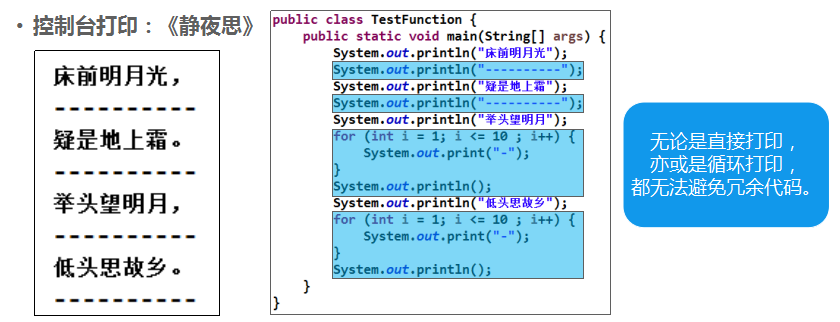 • 控制台打印：《静夜思》
床前明月光，
----------
疑是地上霜。
----------
举头望明月，
----------
低头思故乡。
----------
public class TestFunction {
    public static void main(String[] args) {
        System.out.println("床前明月光");
        System.out.println("----------");
        System.out.println("疑是地上霜");
        System.out.println("----------");
        System.out.println("举头望明月");
        for (int i = 1; i <= 10 ; i++) {
            System.out.print("-");
        }
        System.out.println();
        System.out.println("低头思故乡");
        for (int i = 1; i <= 10 ; i++) {
            System.out.print("-");
        }
        System.out.println();
    }
}
无论是直接打印，
亦或是循环打印，
都无法避免冗余代码。